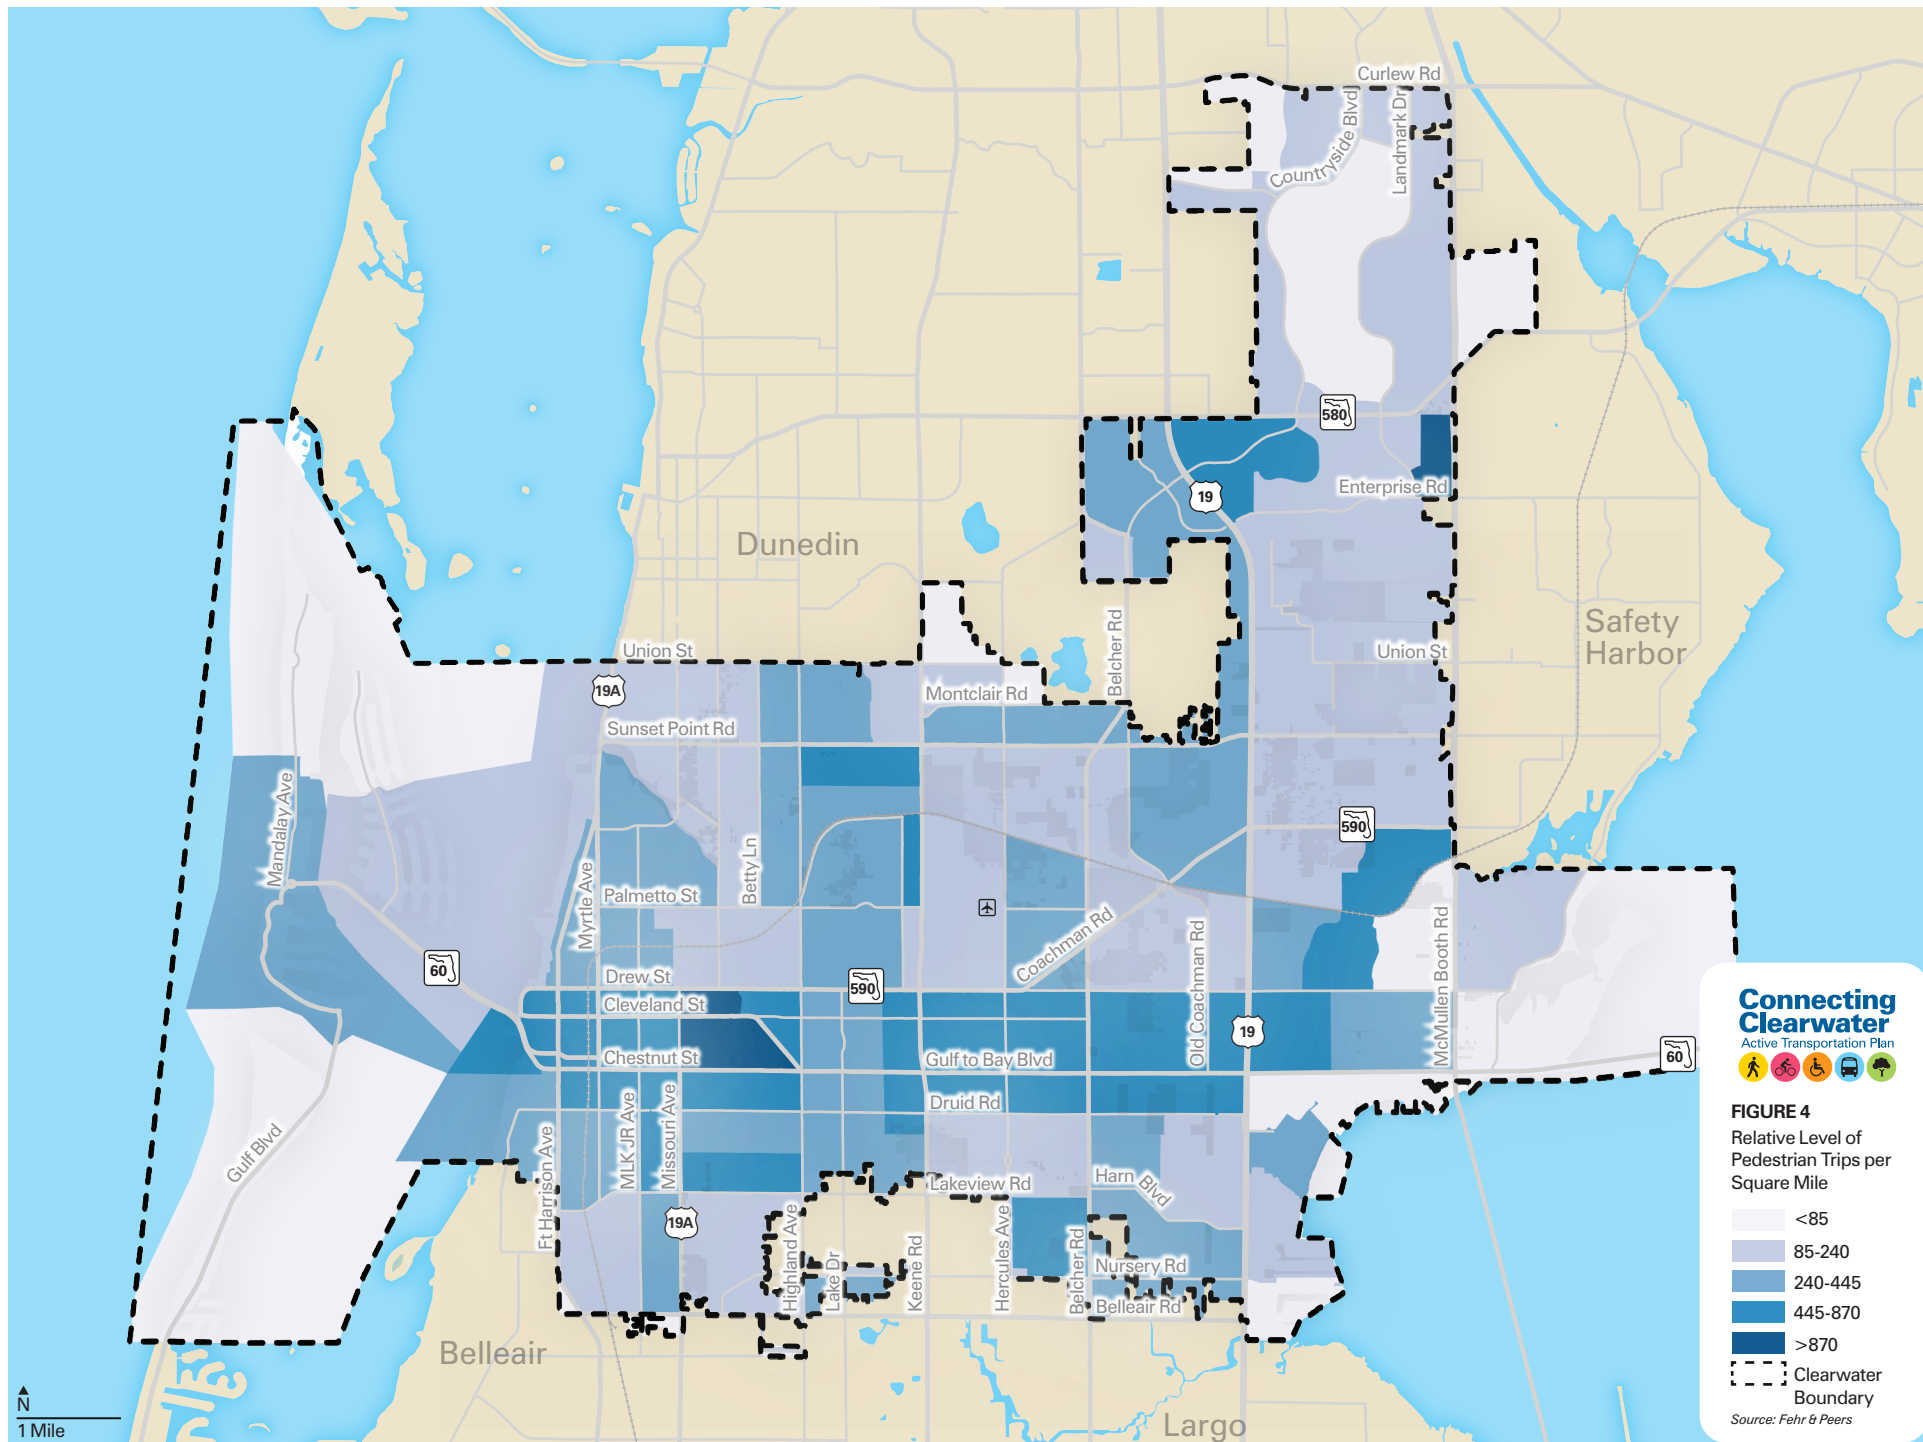 Curlew Rd
Countryside Blvd
Landmark Dr
580
Enterprise Rd
19
Dunedin
Safety
Harbor
Belcher Rd
Union St
Union St
19A
Montclair Rd
Sunset Point Rd
Mandalay Ave
590
Betty Ln
Myrtle Ave
Palmetto St
Coachman Rd
Old Coachman Rd
McMullen Booth Rd
60
Drew St
590
Cleveland St
19
Chestnut St
Gulf to Bay Blvd
60
Druid Rd
MLK JR Ave
Missouri Ave
Gulf Blvd
Ft Harrison Ave
Lakeview Rd
Harn Blvd
19A
Highland Ave
Lake Dr
Keene Rd
Hercules Ave
Belcher Rd
Nursery Rd
Belleair Rd
Belleair
Largo
N
1 Mile
Connecting
Clearwater
Active Transportation Plan
FIGURE 4
Relative Level of
Pedestrian Trips per
Square Mile
<85
85-240
240-445
445-870
>870
Clearwater
Boundary
Source: Fehr & Peers